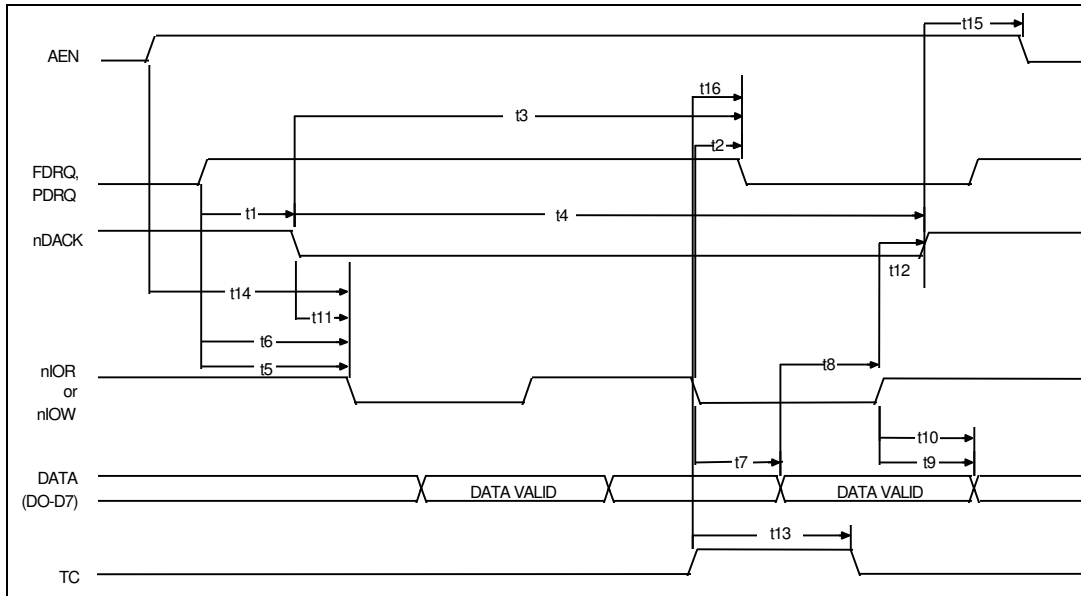 t15
AEN
t16
t3
t2
FDRQ,
PDRQ
t1
t4
nDACK
t12
t14
t11
t6
t5
t8
nIOR
or
nIOW
t10
t7
t9
DATA
(DO-D7)
DATA VALID
DATA VALID
t13
TC